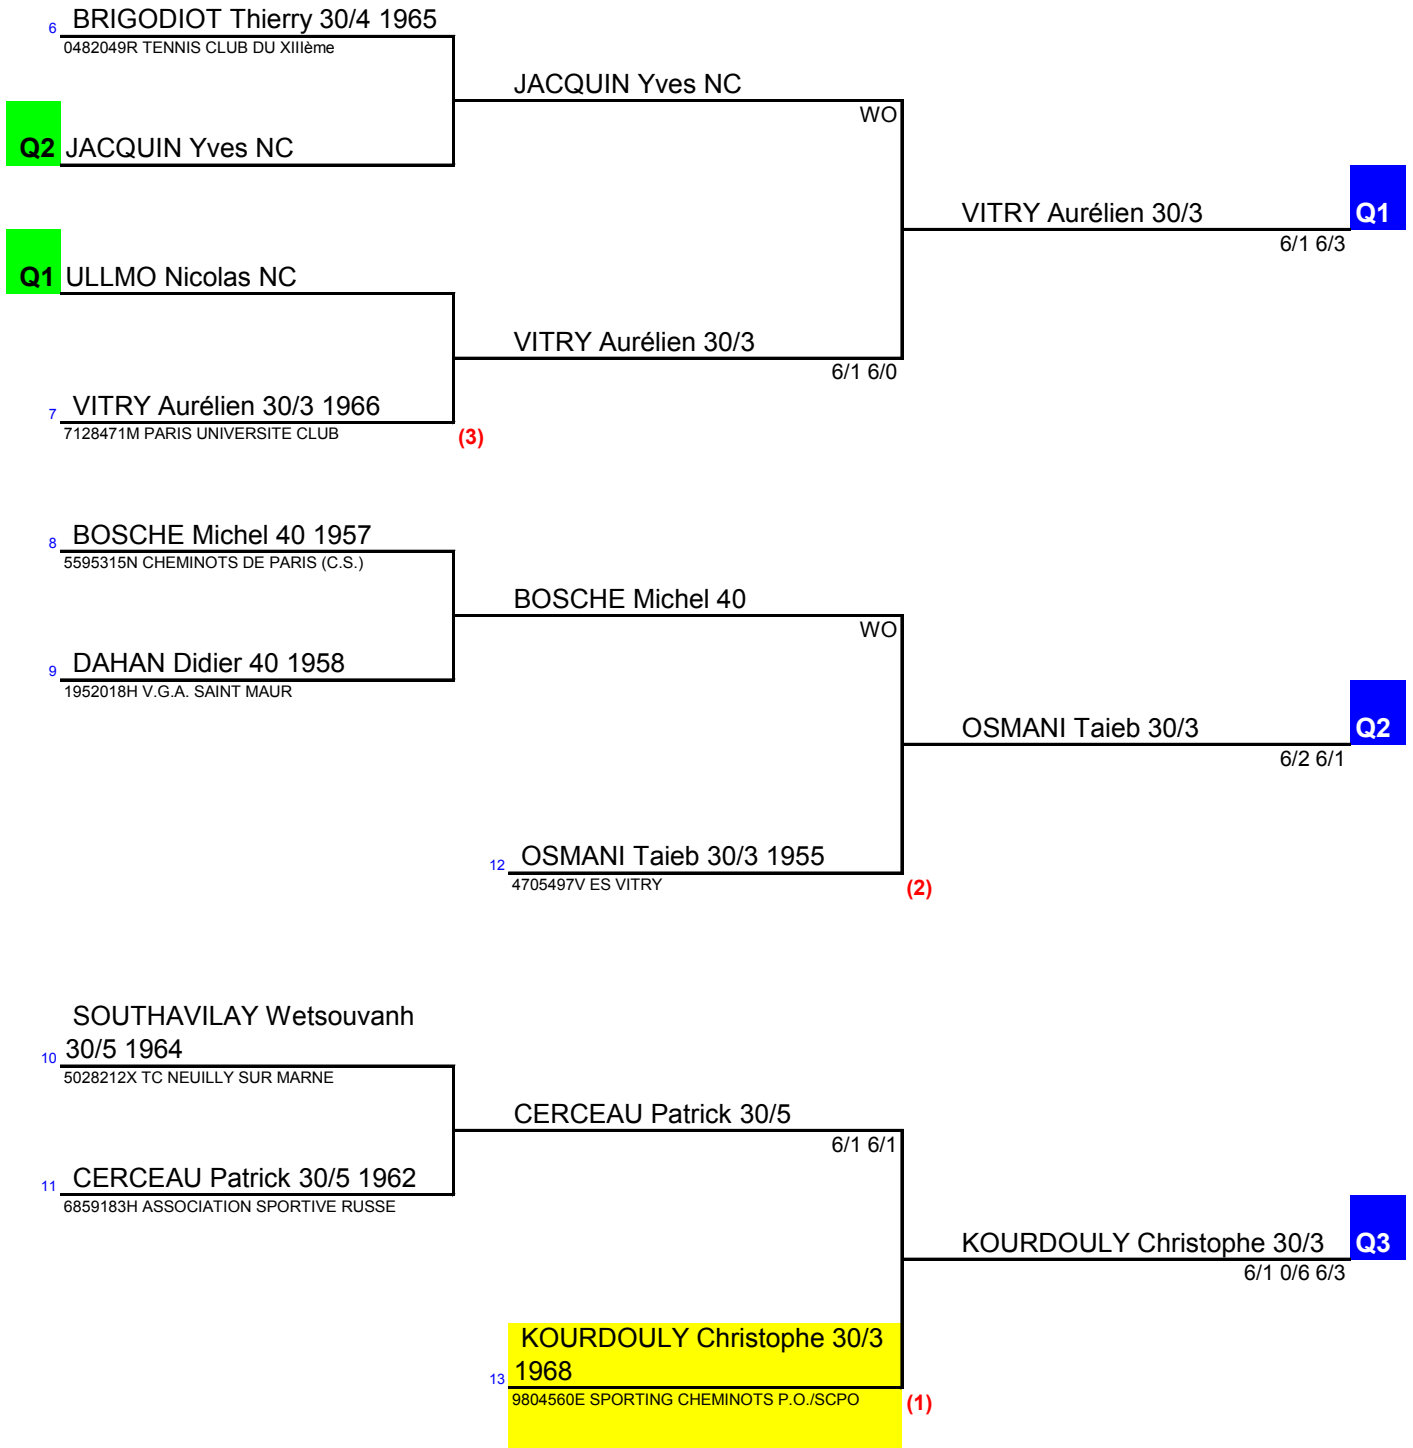 6 BRIGODIOT Thierry 30/4 1965
0482049R TENNIS CLUB DU XIIIème
JACQUIN Yves NC
WO
Q2 JACQUIN Yves NC
VITRY Aurélien 30/3 Q1
6/1 6/3
Q1 ULLMO Nicolas NC
VITRY Aurélien 30/3
6/1 6/0
7 VITRY Aurélien 30/3 1966
7128471M PARIS UNIVERSITE CLUB
(3)
8 BOSCHE Michel 40 1957
5595315N CHEMINOTS DE PARIS (C.S.)
BOSCHE Michel 40
WO
9 DAHAN Didier 40 1958
1952018H V.G.A. SAINT MAUR
OSMANI Taieb 30/3 Q2
6/2 6/1
12 OSMANI Taieb 30/3 1955
4705497V ES VITRY
(2)
SOUTHAVILAY Wetsouvanh
10 30/5 1964
5028212X TC NEUILLY SUR MARNE
CERCEAU Patrick 30/5
6/1 6/1
11 CERCEAU Patrick 30/5 1962
6859183H ASSOCIATION SPORTIVE RUSSE
KOURDOULY Christophe 30/3 Q3
6/1 0/6 6/3
KOURDOULY Christophe 30/3
13 1968
9804560E SPORTING CHEMINOTS P.O./SCPO
(1)